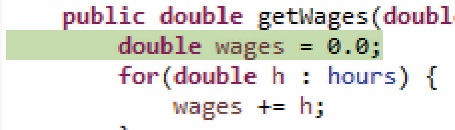 public double getWages(doubl
double wages = 0.0;
for(double h : hours) {
wages += h;